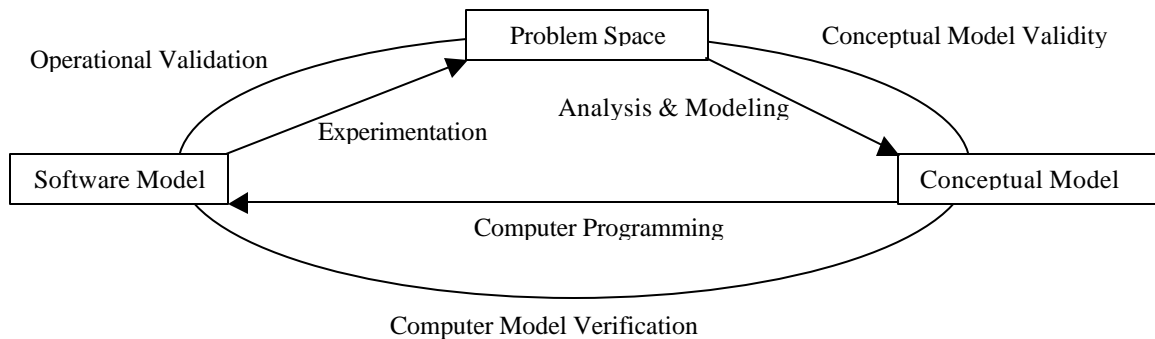 Problem Space
Conceptual Model Validity
Operational Validation
Analysis & Modeling
Experimentation
Software Model
Conceptual Model
Computer Programming
Computer Model Verification